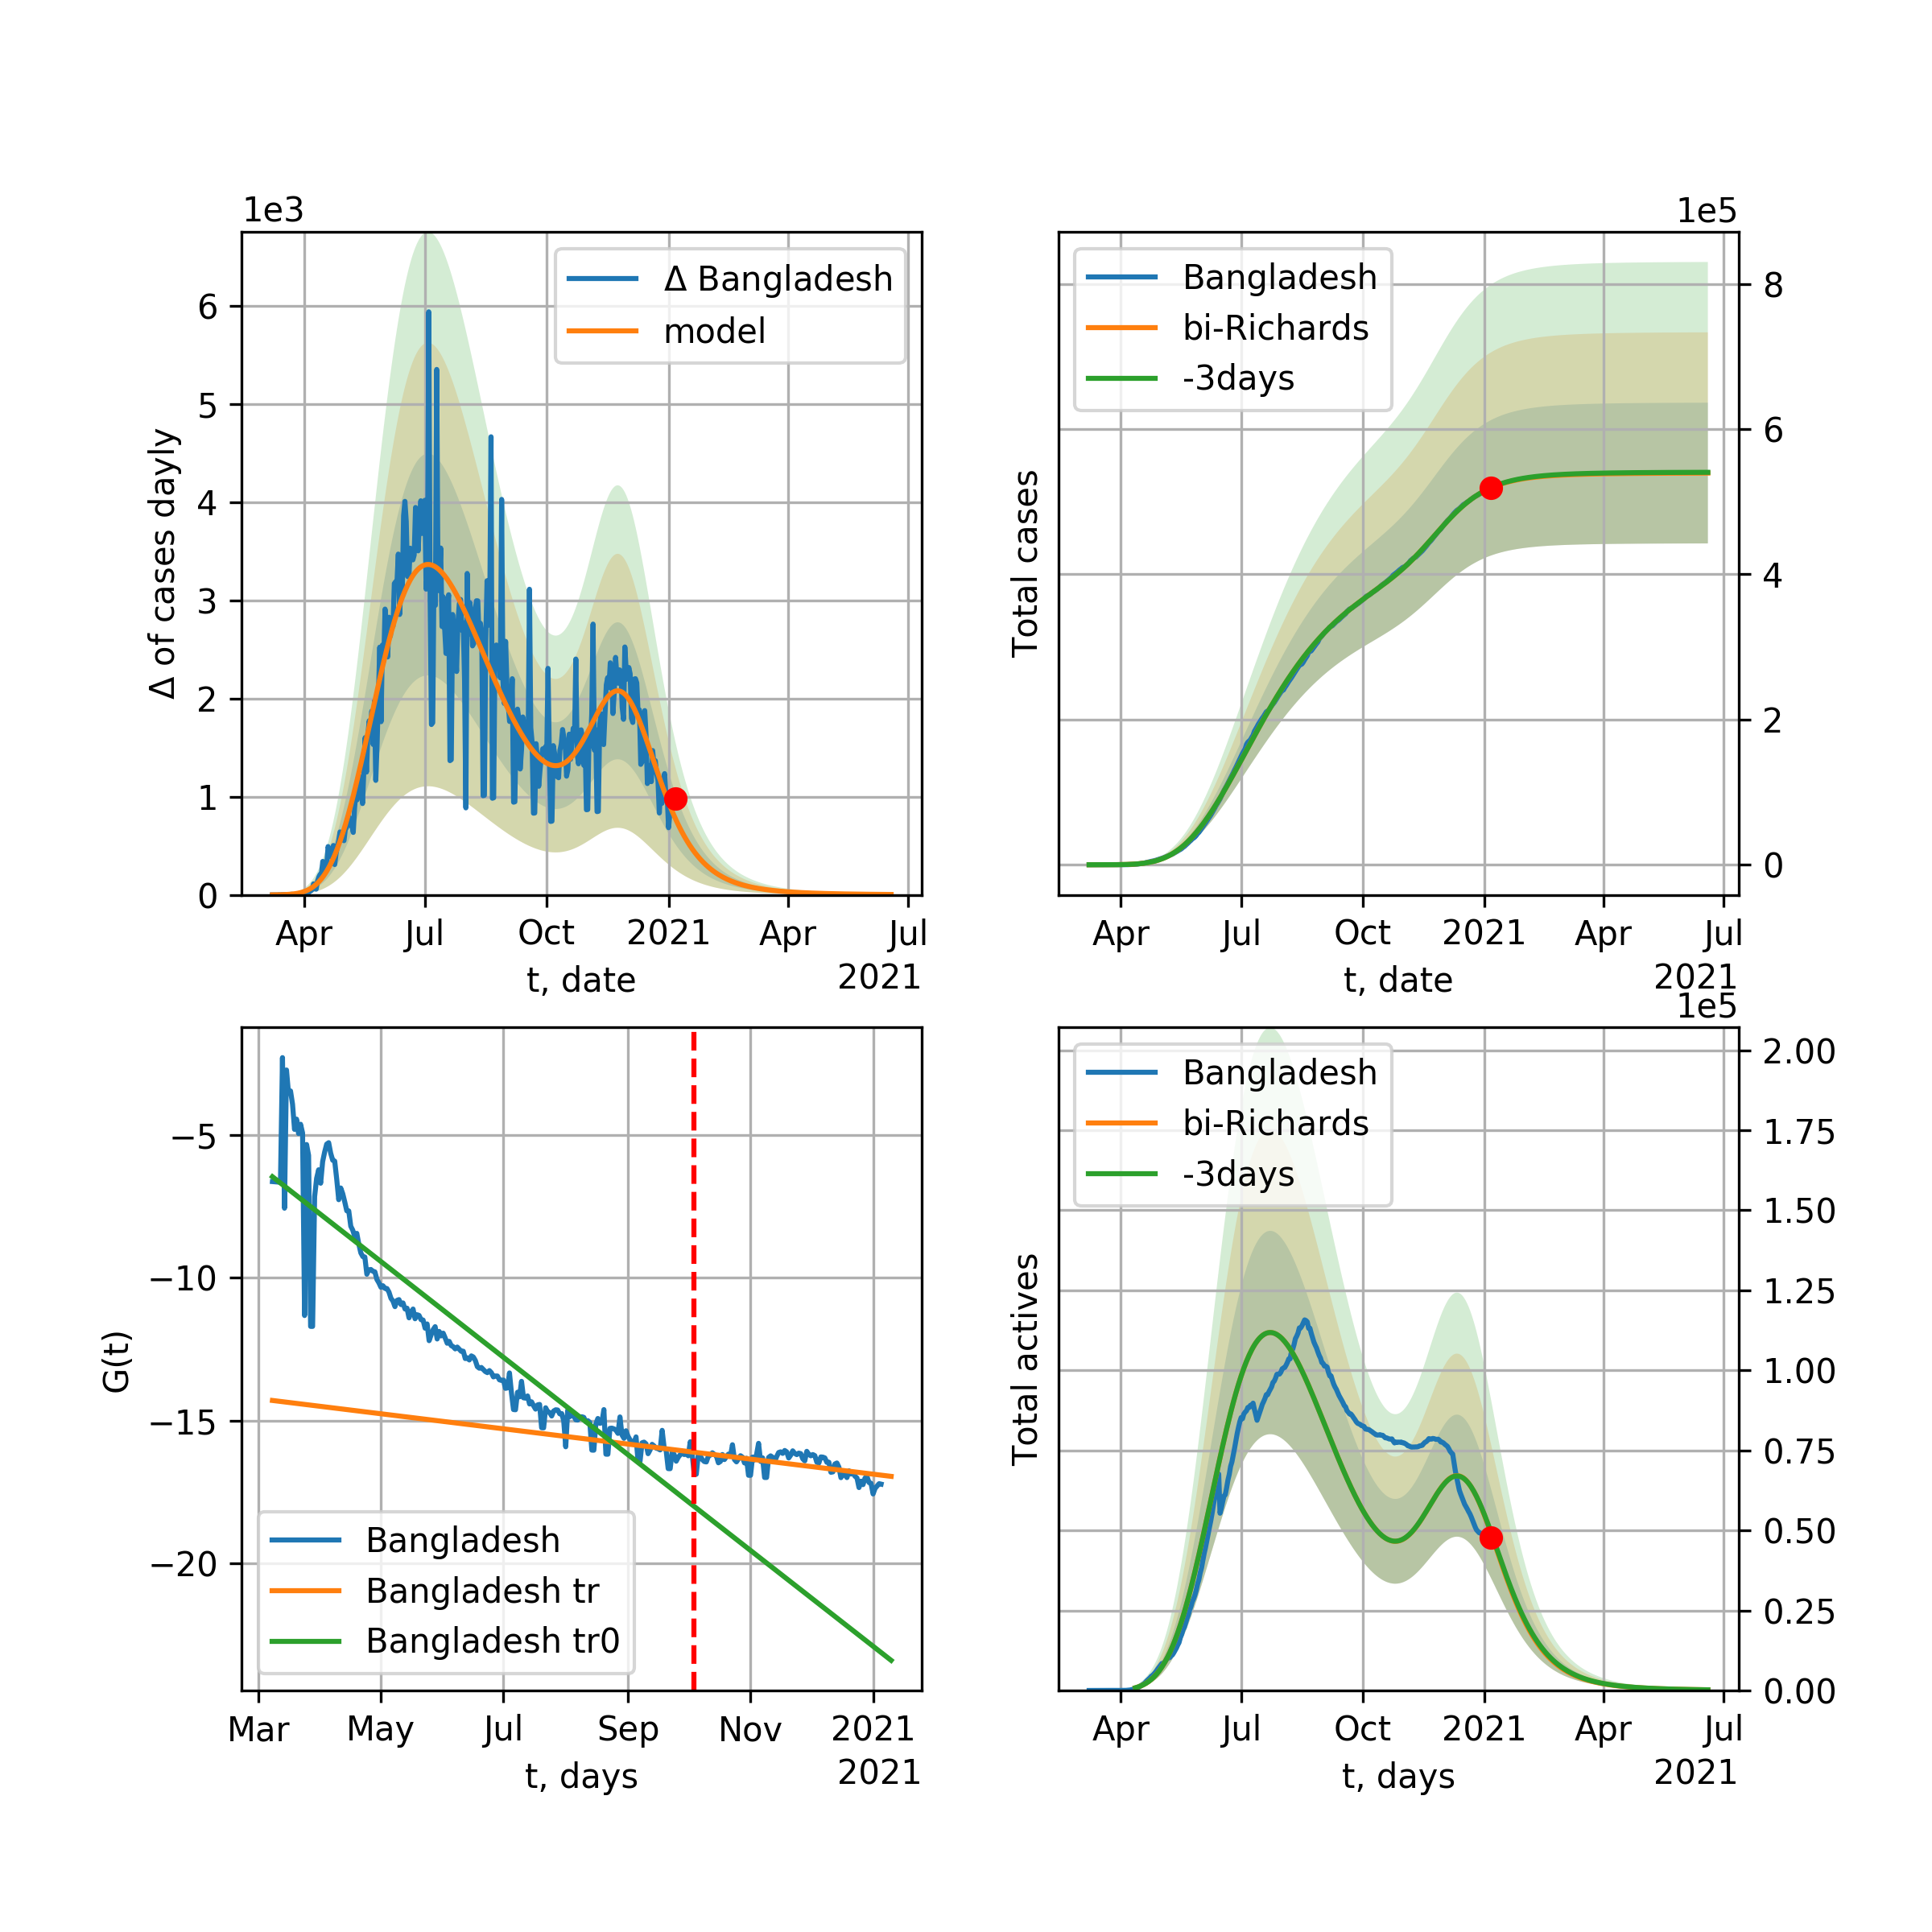 1e3
Δ of cases dayly
6
5
4
3
2
1
0
Δ Bangladesh
model
Apr Jul Oct 2021 Apr Jul
t, date
2021
1e5
Total cases
8
6
4
2
0
Bangladesh
bi-Richards
-3days
Apr Jul Oct 2021 Apr Jul
t, date
2021
G(t)
−5
−10
−15
−20
Bangladesh
Bangladesh tr
Bangladesh tr0
Mar May Jul Sep Nov 2021
t, days
2021
1e5
Total actives
2.00
1.75
1.50
1.25
1.00
0.75
0.50
0.25
0.00
Bangladesh
bi-Richards
-3days
Apr Jul Oct 2021 Apr Jul
t, days
2021